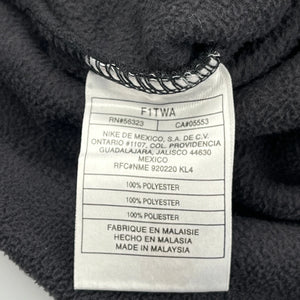 F1TWA
RN#56323 CA#05553
NIKE DE MEXICO, S.A. DE C.V.
ONTARIO #1107, COL. PROVIDENCIA
GUADALAJARA, JALISCO 44630
MEXICO
RFC#NME 920220 KL4
100% POLYESTER
100% POLYESTER
100% POLIESTER
FABRIQUE EN MALAISIE
HECHO EN MALASIA
MADE IN MALAYSIA